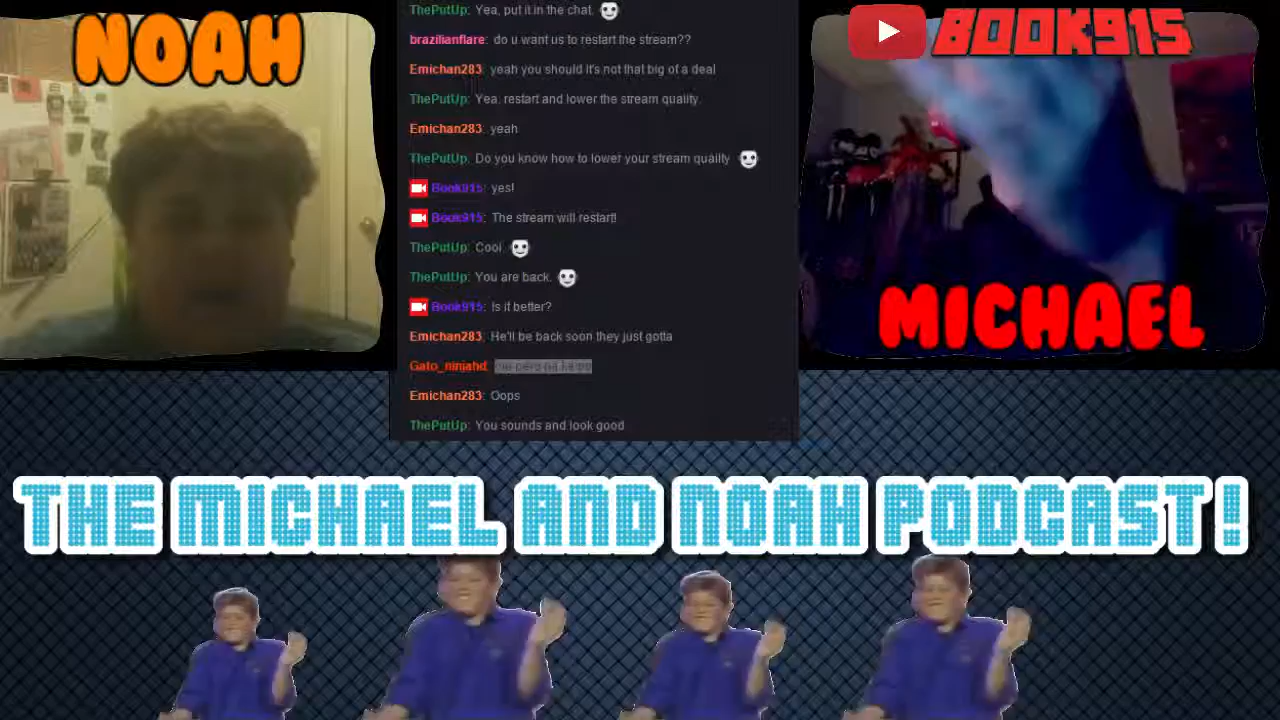 NOAH
BOOK915
ThePutUp: Yea, put it in the chat.
brazilianflare: do u want us to restart the stream??
Emichan283: yeah you should it's not that big of a deal
ThePutUp: Yea, restart and lower the stream quality.
Emichan283: yeah
ThePutUp: Do you know how to lower your stream quailty
Book915: yes!
Book915: The stream will restart!
ThePutUp: Cool
ThePutUp: You are back.
Book915: Is it better?
Emichan283: He'll be back soon they just gotta
Gato_ninjahd:
Emichan283: Oops
ThePutUp: You sounds and look good
MICHAEL
THE MICHAEL AND NOAH PODCAST!